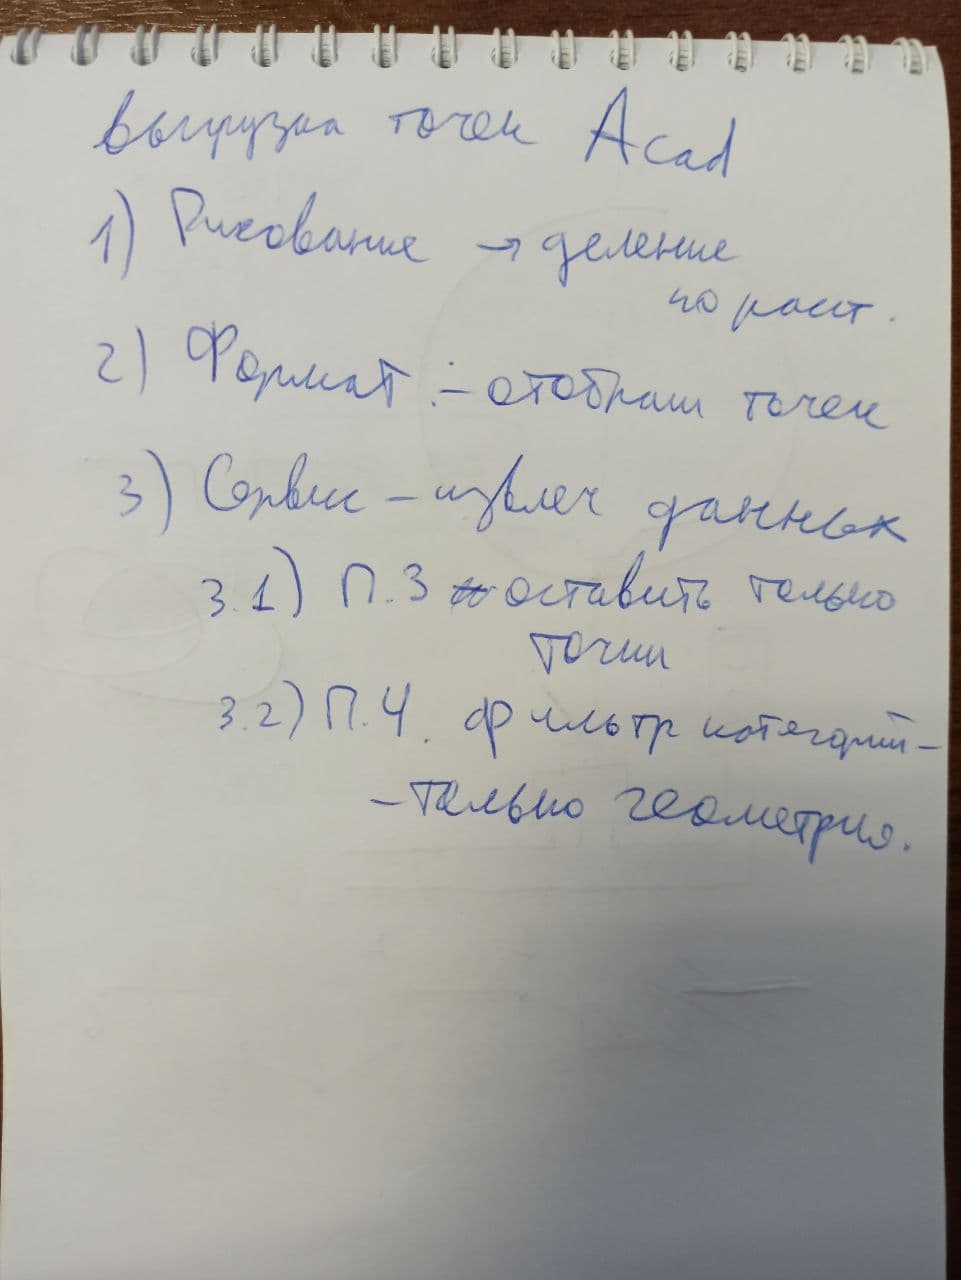 Выгрузка точек Acad
1) Рисование → деление
по раст.
2) Формат :- отображ точек
3) Сервис - извлеч данных
3.1) П.3 оставить только
точки
3.2) П.4. фильтр категорий -
- только геометрия.